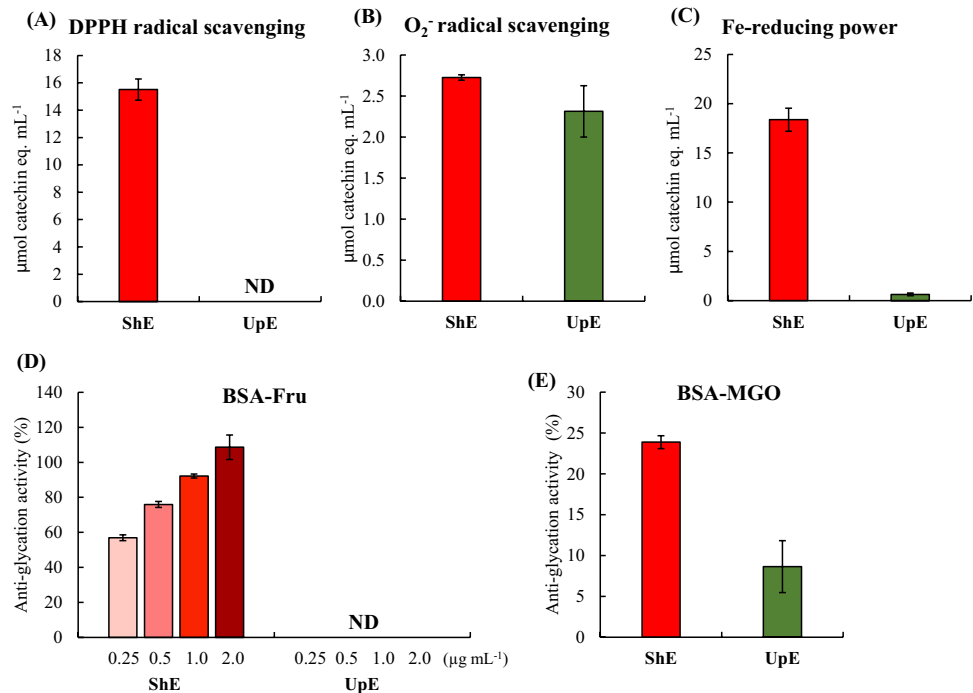 (A)
DPPH radical scavenging
μmol catechin eq. mL-1
18
16
14
12
10
8
6
4
2
0
ND
ShE UpE
(B)
O2- radical scavenging
μmol catechin eq. mL-1
3.0
2.5
2.0
1.5
1.0
0.5
0.0
ShE UpE
(C)
Fe-reducing power
μmol catechin eq. mL-1
25
20
15
10
5
0
ShE UpE
(D)
BSA-Fru
Anti-glycation activity (%)
140
120
100
80
60
40
20
0
ND
0.25 0.5 1.0 2.0 0.25 0.5 1.0 2.0 (μg mL-1)
ShE UpE
(E)
BSA-MGO
Anti-glycation activity (%)
30
25
20
15
10
5
0
ShE UpE